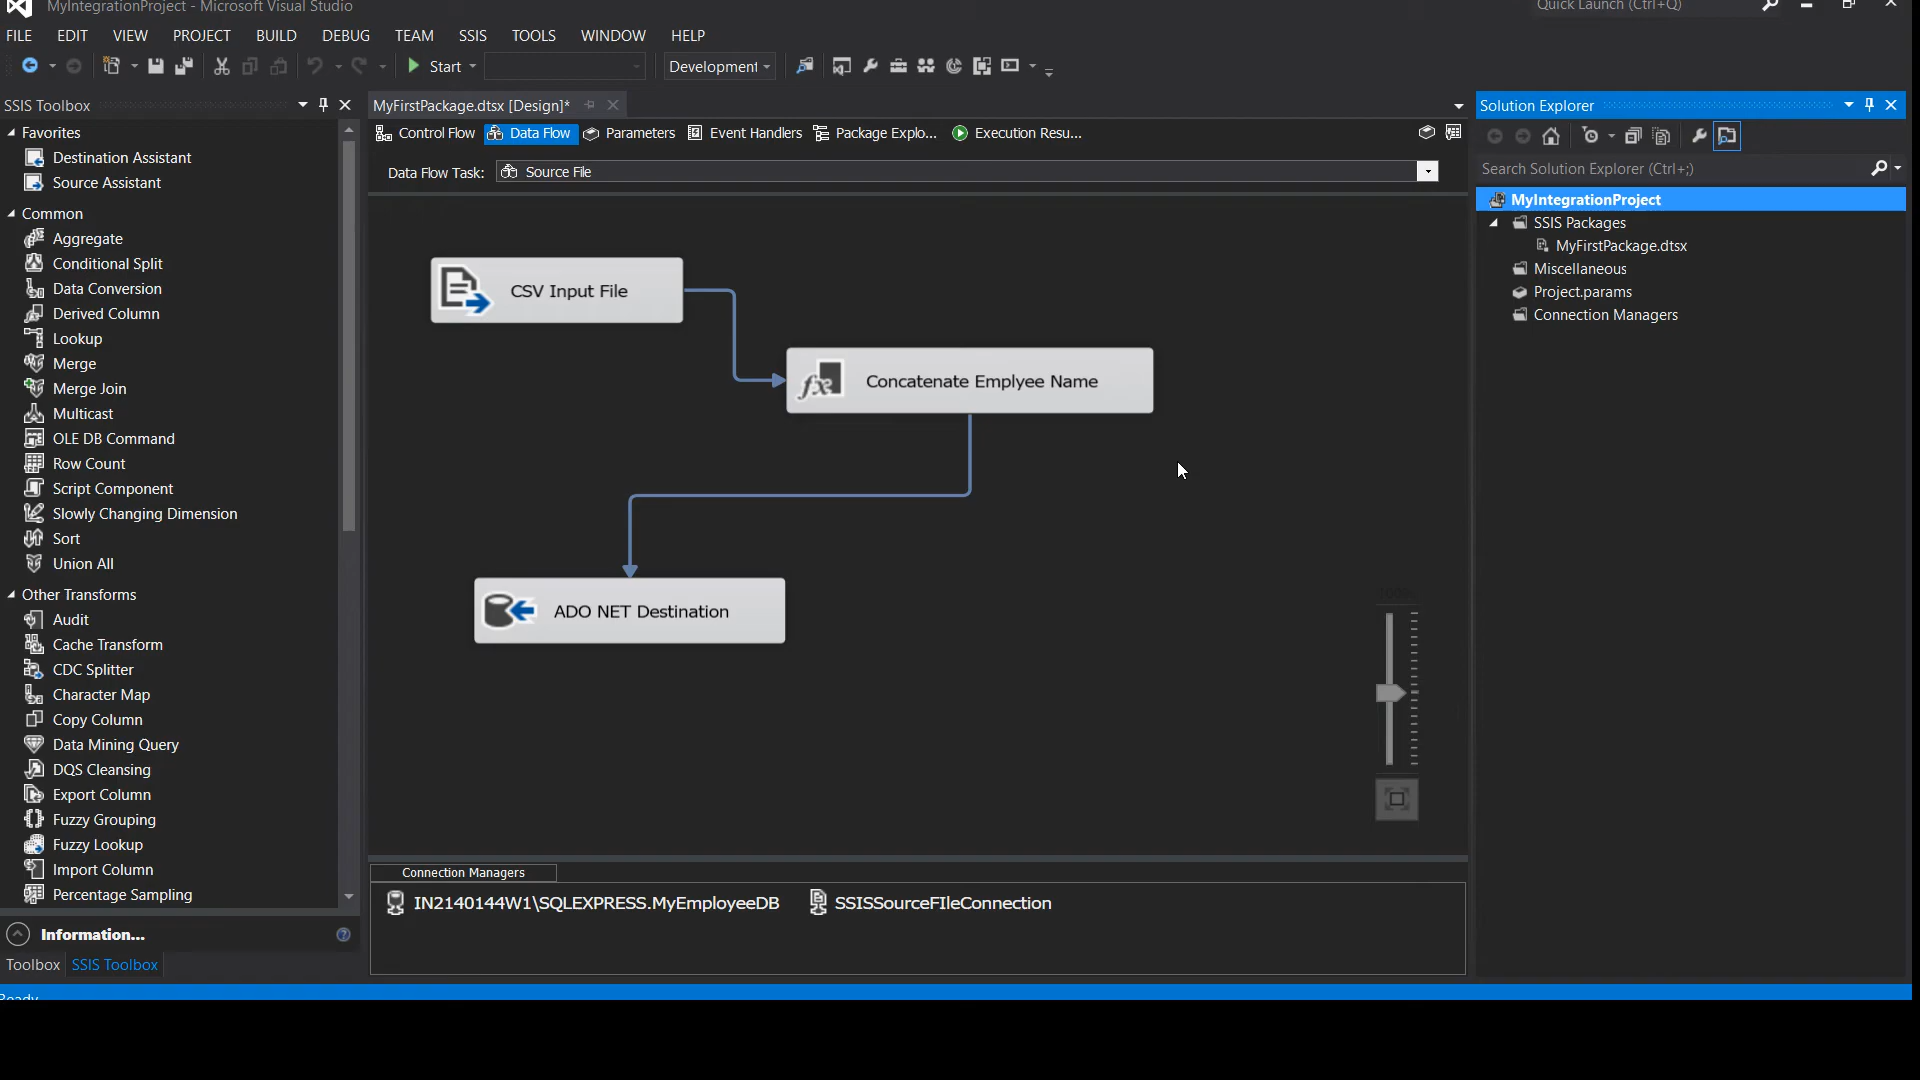 MyIntegrationProject - Microsoft Visual Studio
Quick Launch (Ctrl+Q)
FILE EDIT VIEW PROJECT BUILD DEBUG TEAM SSIS TOOLS WINDOW HELP
Start
Development
SSIS Toolbox
Favorites
Destination Assistant
Source Assistant
Common
Aggregate
Conditional Split
Data Conversion
Derived Column
Lookup
Merge
Merge Join
Multicast
OLE DB Command
Row Count
Script Component
Slowly Changing Dimension
Sort
Union All
Other Transforms
Audit
Cache Transform
CDC Splitter
Character Map
Copy Column
Data Mining Query
DQS Cleansing
Export Column
Fuzzy Grouping
Fuzzy Lookup
Import Column
Percentage Sampling
Information...
Toolbox SSIS Toolbox
MyFirstPackage.dtsx [Design]*
Control Flow Data Flow Parameters Event Handlers Package Explo... Execution Resu...
Data Flow Task: Source File
CSV Input File
fx Concatenate Emplyee Name
ADO NET Destination
Connection Managers
IN2140144W1\SQLEXPRESS.MyEmployeeDB SSISSourceFIleConnection
Solution Explorer
Search Solution Explorer (Ctrl+;)
MyIntegrationProject
SSIS Packages
MyFirstPackage.dtsx
Miscellaneous
Project.params
Connection Managers
Ready